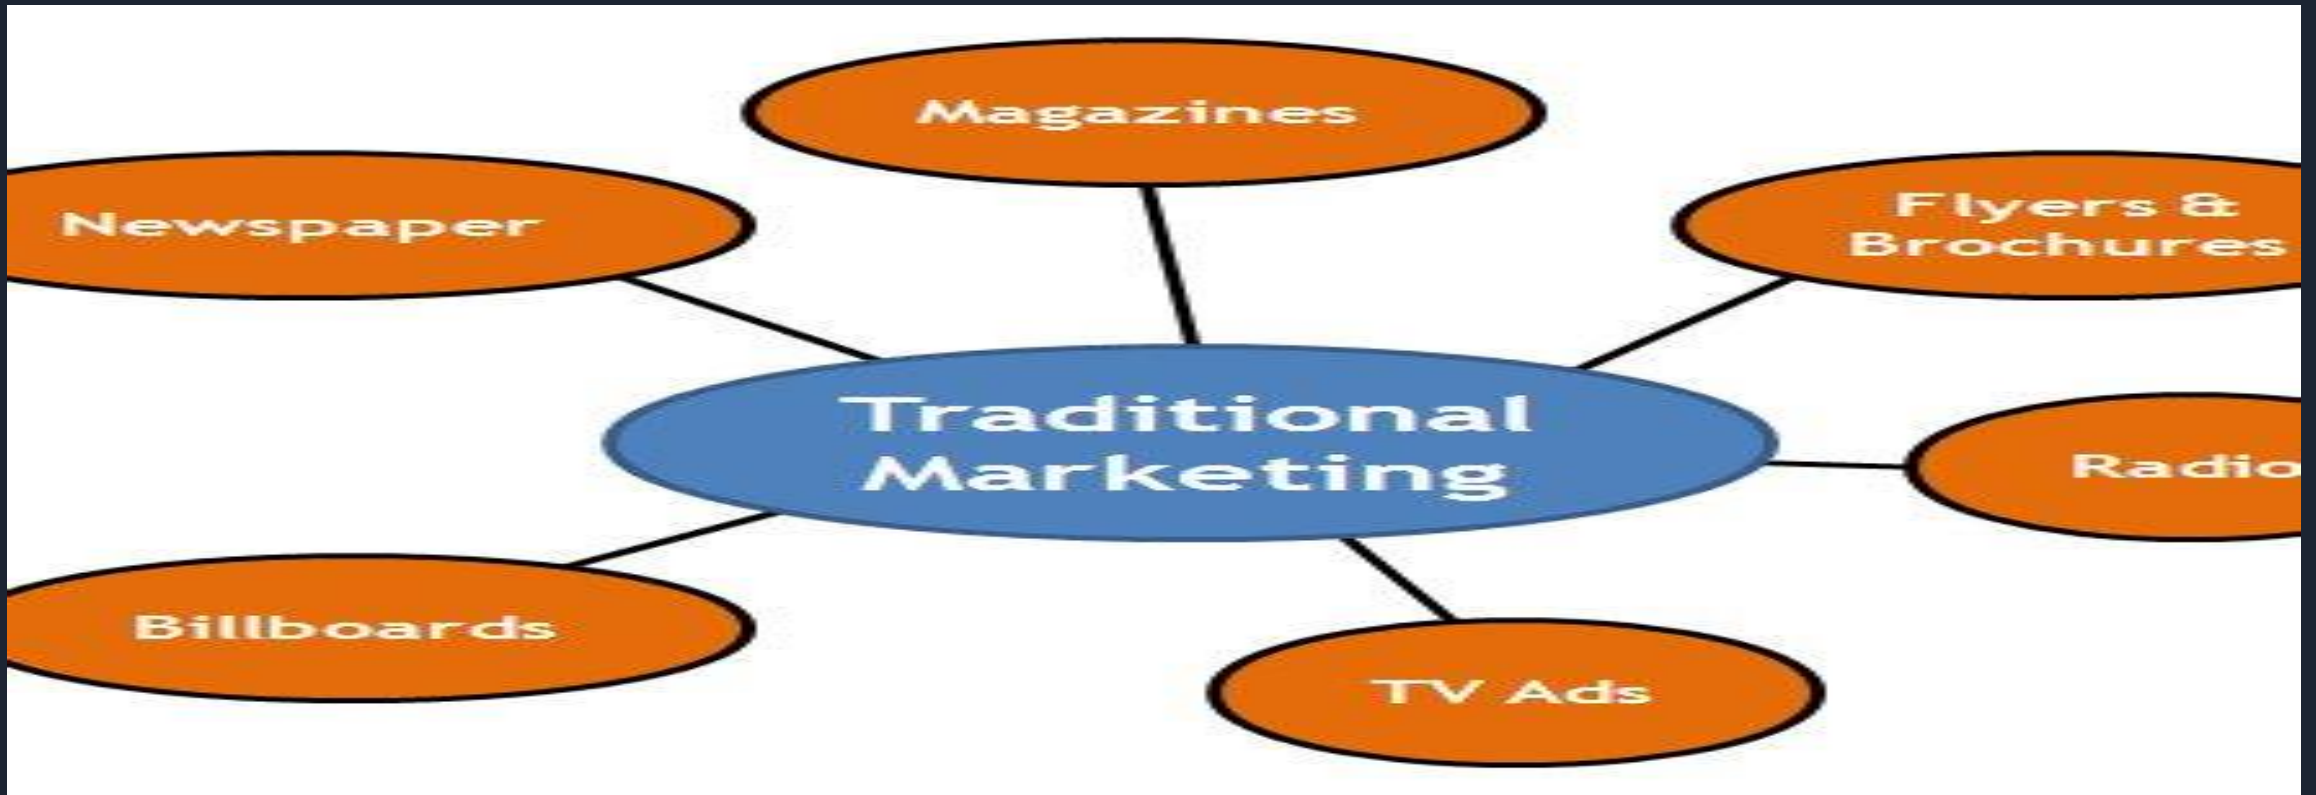 Magazines
Newspaper
Flyers &
Brochures
Traditional
Marketing
Radio
Billboards
TV Ads